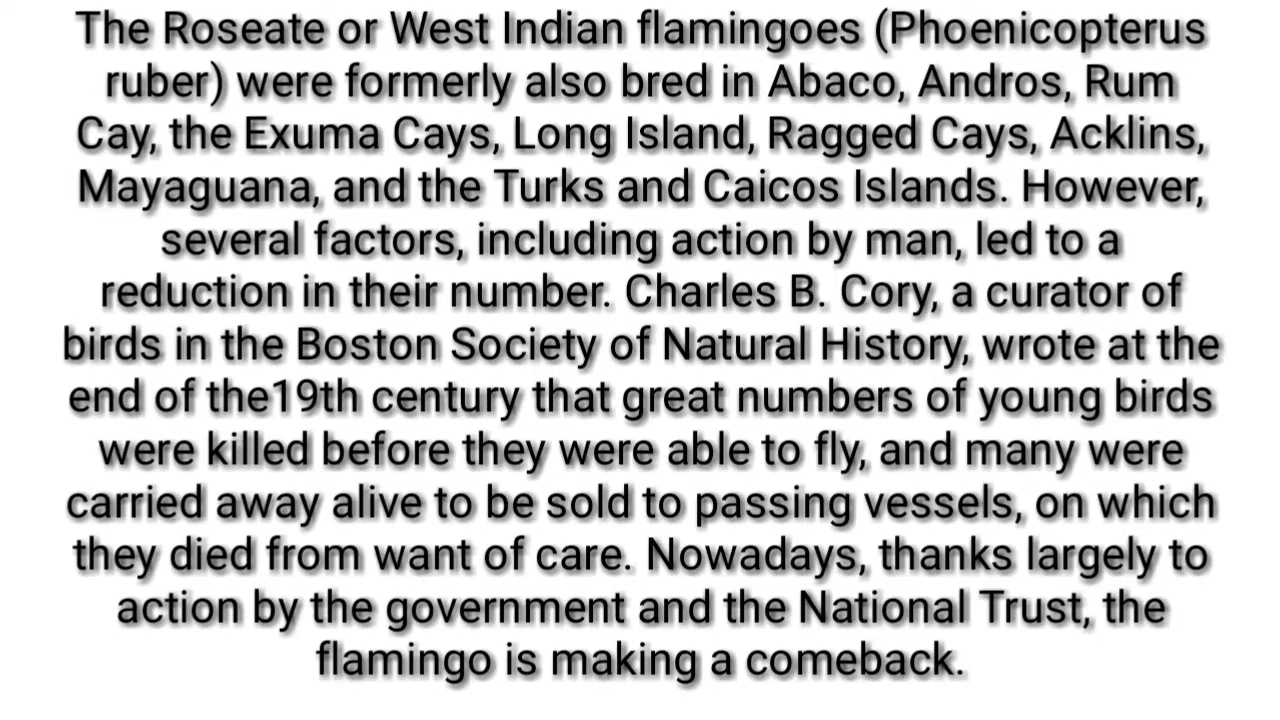 The Roseate or West Indian flamingoes (Phoenicopterus
ruber) were formerly also bred in Abaco, Andros, Rum
Cay, the Exuma Cays, Long Island, Ragged Cays, Acklins,
Mayaguana, and the Turks and Caicos Islands. However,
several factors, including action by man, led to a
reduction in their number. Charles B. Cory, a curator of
birds in the Boston Society of Natural History, wrote at the
end of the19th century that great numbers of young birds
were killed before they were able to fly, and many were
carried away alive to be sold to passing vessels, on which
they died from want of care. Nowadays, thanks largely to
action by the government and the National Trust, the
flamingo is making a comeback.